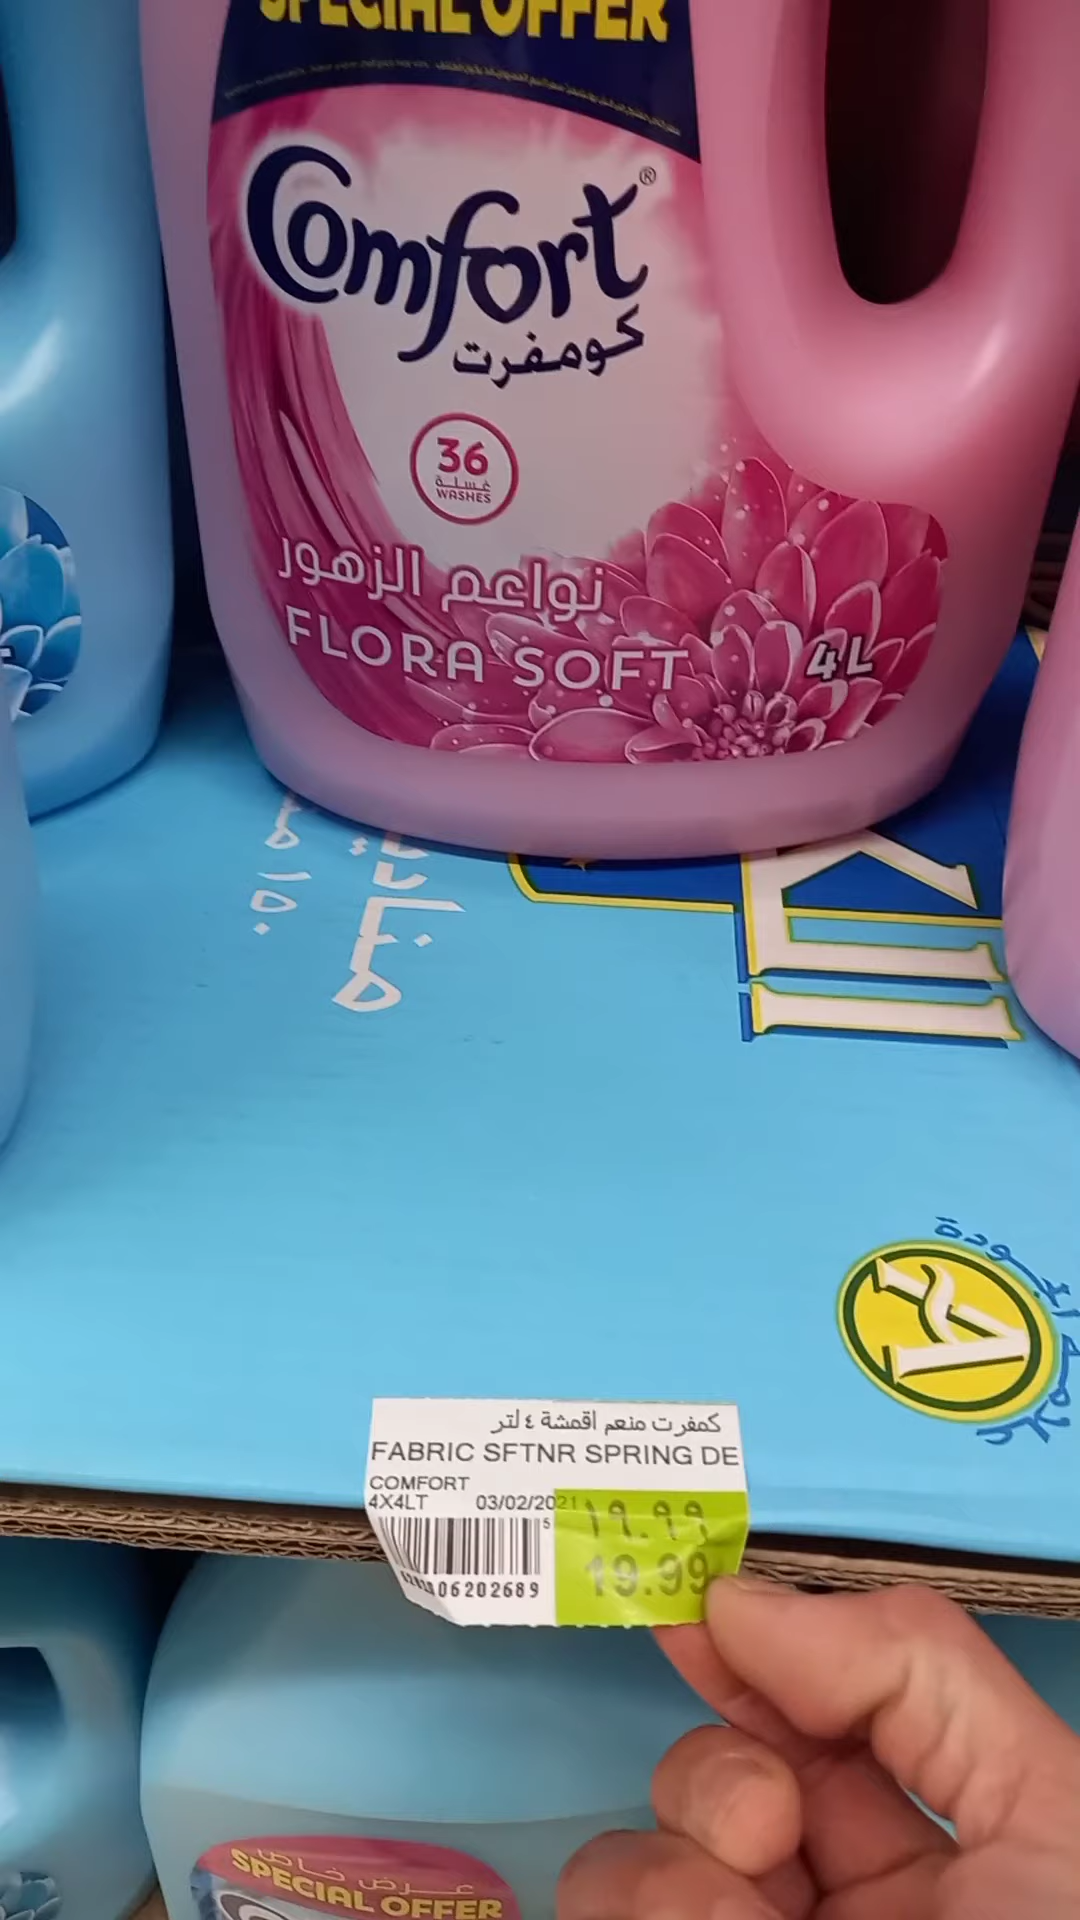 SPECIAL OFFER
Comfort®
كومفرت
36
غسلة
WASHES
نواعم الزهور
FLORA SOFT
4L
كمفرت منعم اقمشة ٤ لتر
FABRIC SFTNR SPRING DE
COMFORT
4X4LT 03/02/2021
١٩.٩٩
19.99
06202689
عرض خاص
SPECIAL OFFER